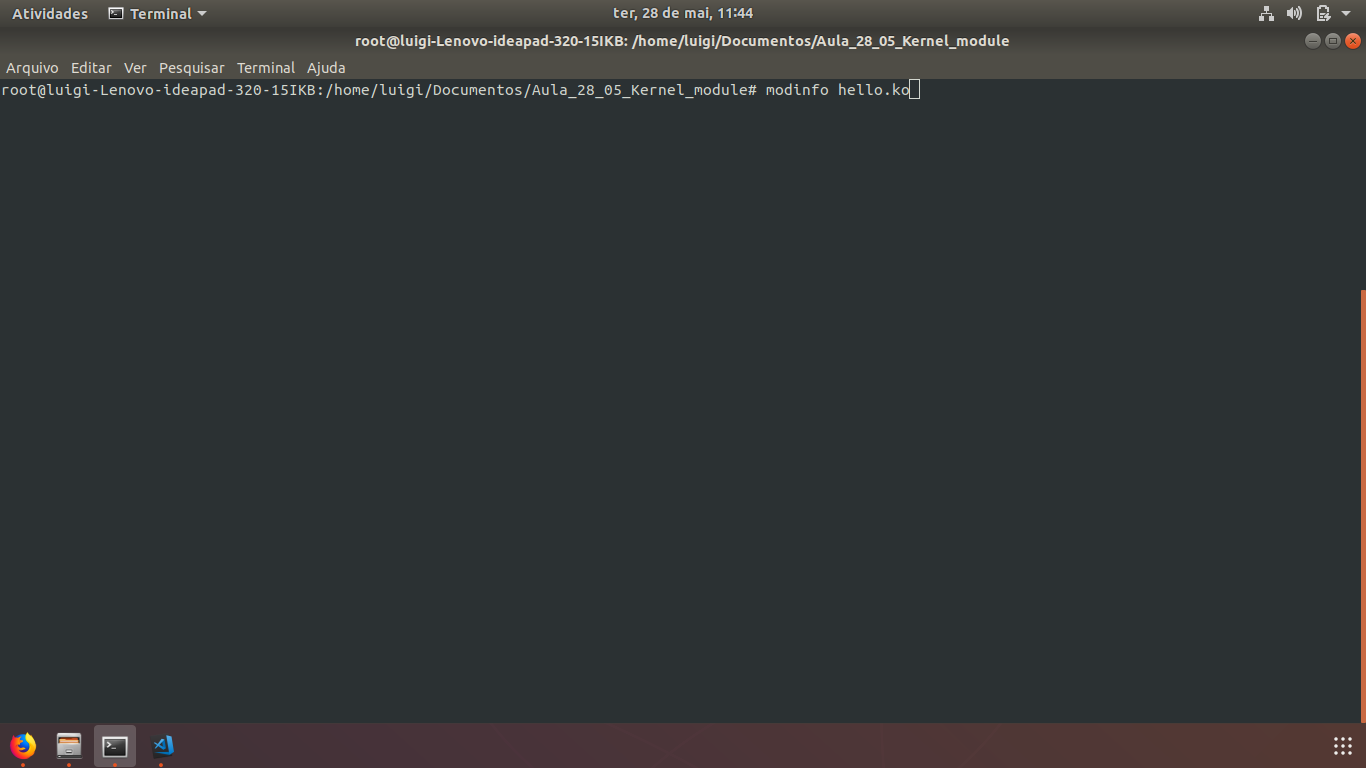 Atividades Terminal ter, 28 de mai, 11:44
root@luigi-Lenovo-ideapad-320-15IKB: /home/luigi/Documentos/Aula_28_05_Kernel_module
Arquivo Editar Ver Pesquisar Terminal Ajuda
root@luigi-Lenovo-ideapad-320-15IKB:/home/luigi/Documentos/Aula_28_05_Kernel_module# modinfo hello.ko